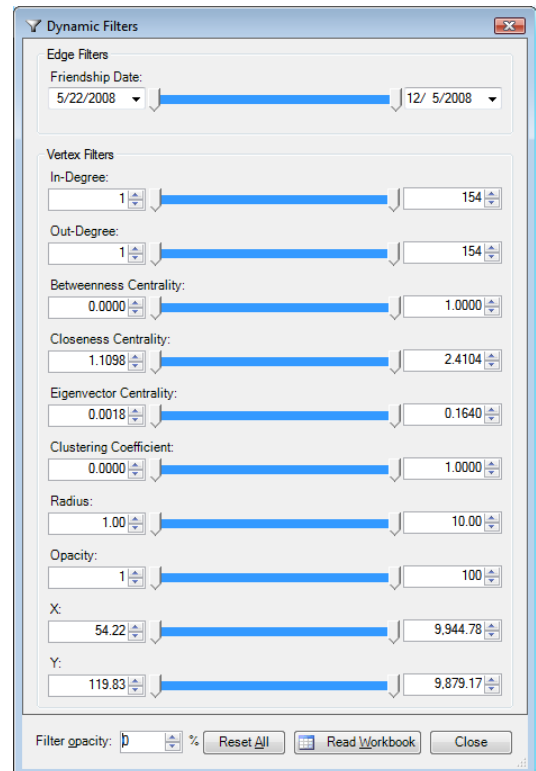 Dynamic Filters
Edge Filters
Friendship Date:
5/22/2008 12/ 5/2008
Vertex Filters
In-Degree:
1 154
Out-Degree:
1 154
Betweenness Centrality:
0.0000 1.0000
Closeness Centrality:
1.1098 2.4104
Eigenvector Centrality:
0.0018 0.1640
Clustering Coefficient:
0.0000 1.0000
Radius:
1.00 10.00
Opacity:
1 100
X:
54.22 9,944.78
Y:
119.83 9,879.17
Filter opacity: 0 % Reset All Read Workbook Close